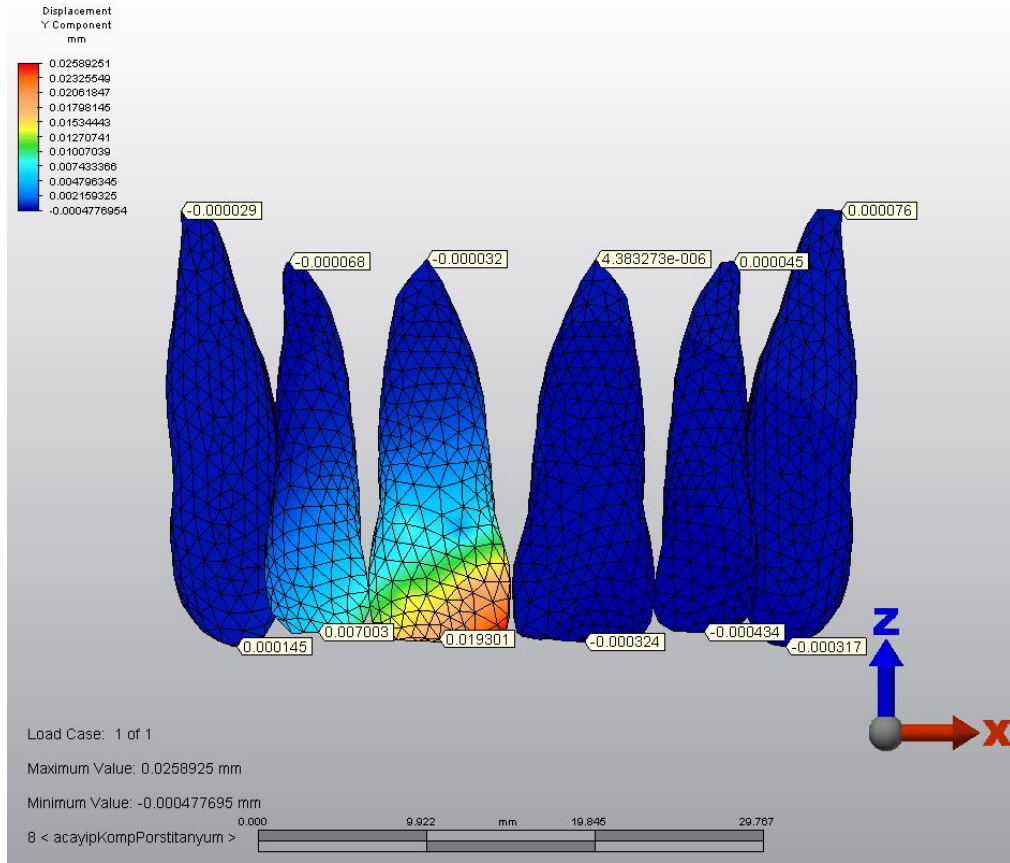 Displacement
Y Component
mm
0.02589251
0.02325549
0.02061847
0.01798145
0.01534443
0.01270741
0.01007039
0.007433366
0.004796345
0.002159325
-0.0004776954
-0.000029
0.000076
-0.000068
-0.000032
4.383273e-006
0.000045
0.007003
0.019301
-0.000324
-0.000434
0.000145
-0.000317
Z
X
Load Case: 1 of 1
Maximum Value: 0.0258925 mm
Minimum Value: -0.000477695 mm
0.000 9.922 mm 19.845 29.767
8 < acayipKompPorstitanyum >